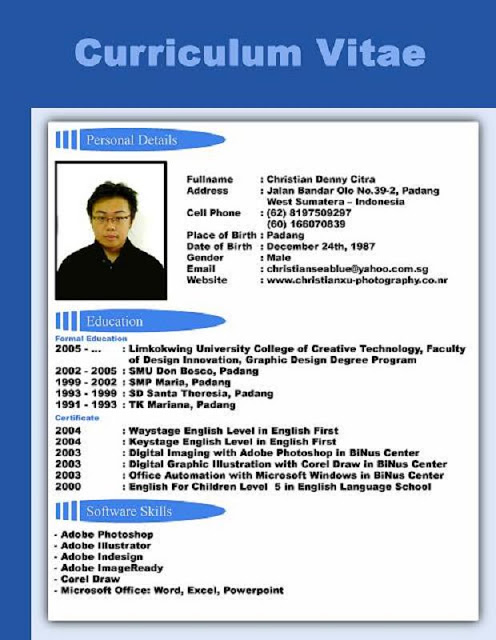 Curriculum Vitae
Personal Details
Fullname : Christian Denny Citra
Address : Jalan Bandar Olo No.39-2, Padang
West Sumatera - Indonesia
Cell Phone : (62) 8197509297
(60) 166070839
Place of Birth : Padang
Date of Birth : December 24th, 1987
Gender : Male
Email : christianseablue@yahoo.com.sg
Website : www.christianxu-photography.co.nr
Education
Formal Education
2005 - ... : Limkokwing University College of Creative Technology, Faculty
of Design Innovation, Graphic Design Degree Program
2002 - 2005 : SMU Don Bosco, Padang
1999 - 2002 : SMP Maria, Padang
1993 - 1999 : SD Santa Theresia, Padang
1991 - 1993 : TK Mariana, Padang
Certificate
2004 : Waystage English Level in English First
2004 : Keystage English Level in English First
2003 : Digital Imaging with Adobe Photoshop in BiNus Center
2003 : Digital Graphic Illustration with Corel Draw in BiNus Center
2003 : Office Automation with Microsoft Windows in BiNus Center
2000 : English For Children Level 5 in English Language School
Software Skills
- Adobe Photoshop
- Adobe Illustrator
- Adobe Indesign
- Adobe ImageReady
- Corel Draw
- Microsoft Office: Word, Excel, Powerpoint